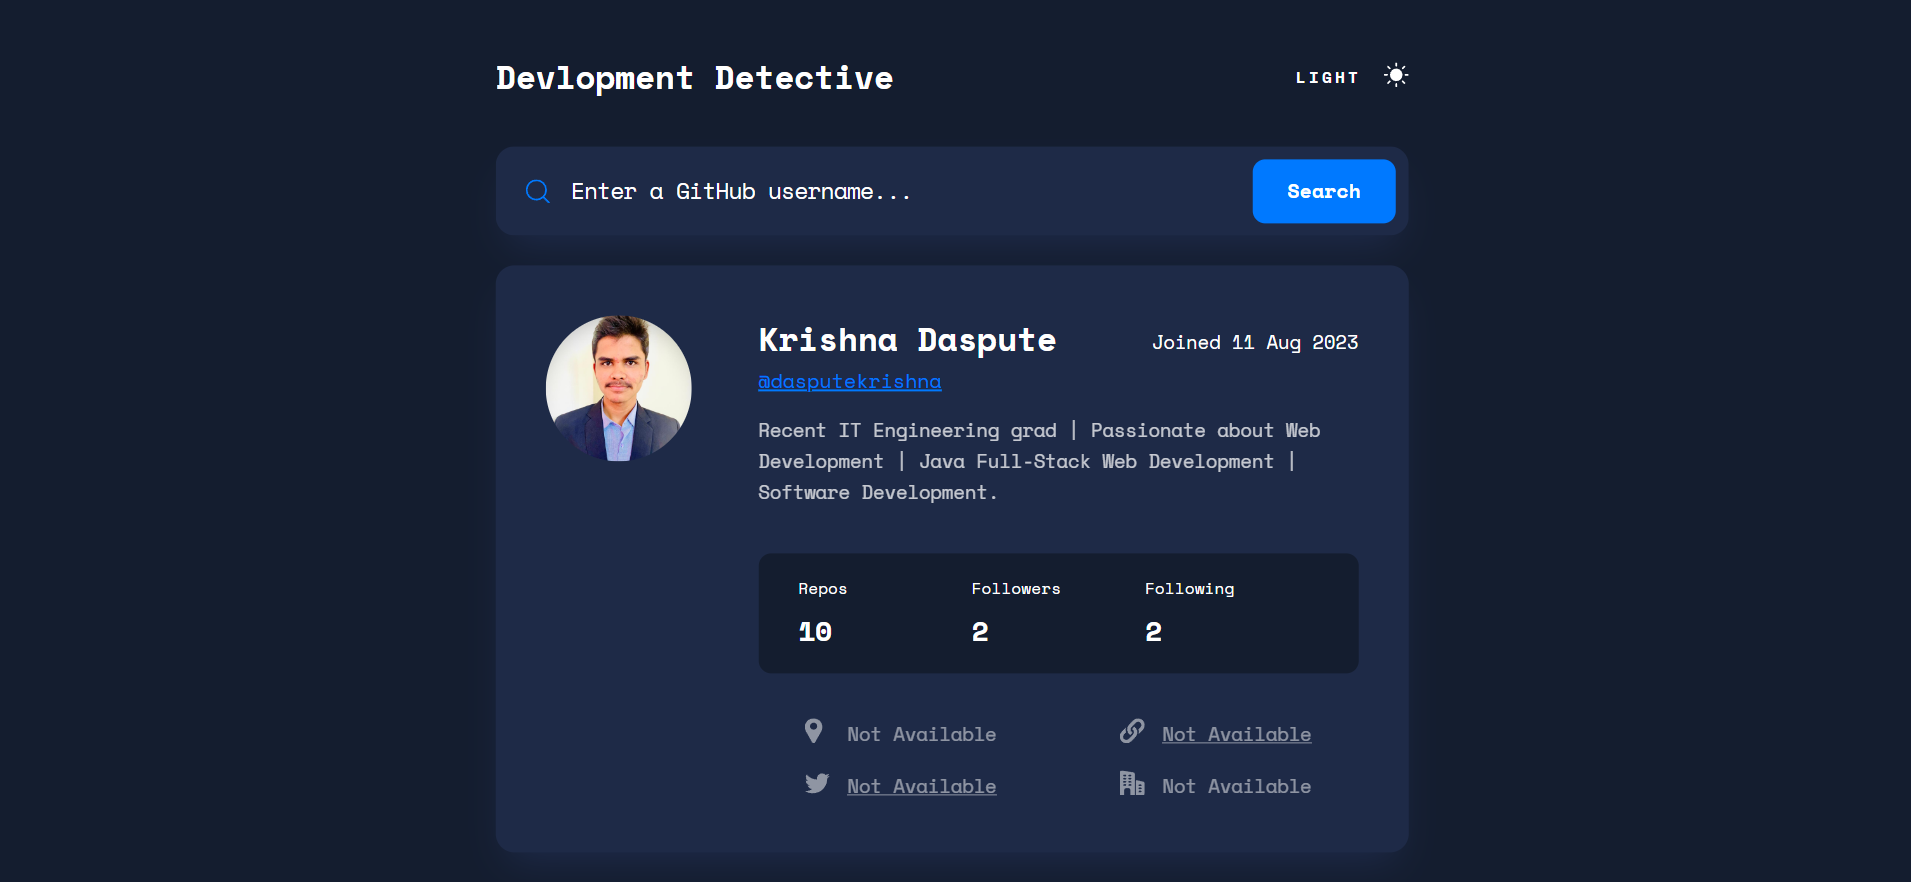 Devlopment Detective
LIGHT
Enter a GitHub username...
Search
Krishna Daspute
Joined 11 Aug 2023
@dasputekrishna
Recent IT Engineering grad | Passionate about Web
Development | Java Full-Stack Web Development |
Software Development.
Repos
Followers
Following
10
2
2
Not Available
Not Available
Not Available
Not Available